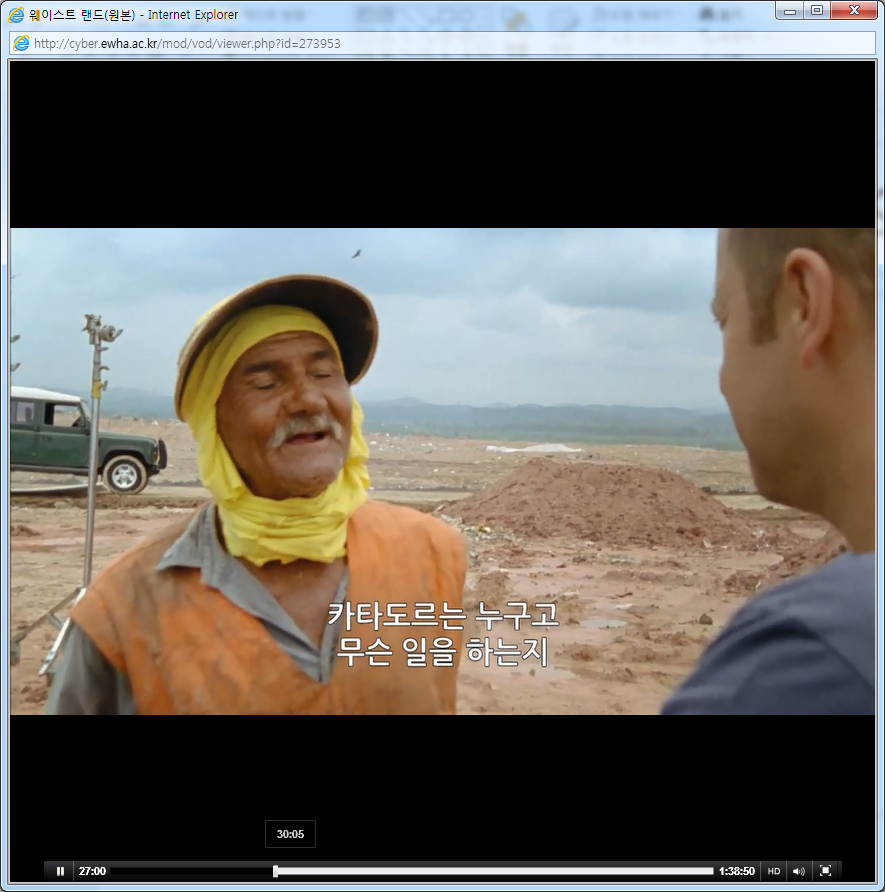 웨이스트 랜드(원본) - Internet Explorer
http://cyber.ewha.ac.kr/mod/vod/viewer.php?id=273953
카타도르는 누구고
무슨 일을 하는지
30:05
27:00
1:38:50
HD